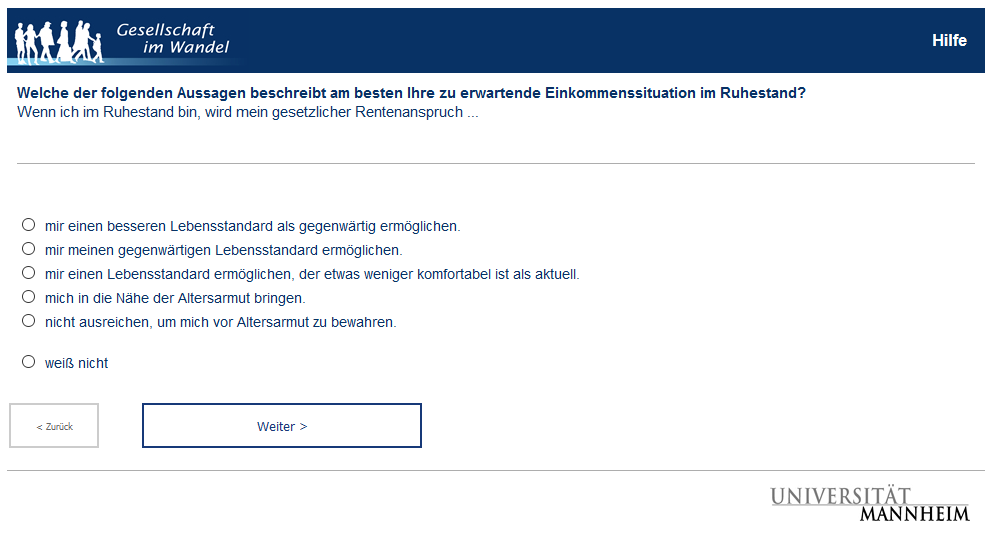 Gesellschaft
im Wandel
Hilfe
Welche der folgenden Aussagen beschreibt am besten Ihre zu erwartende Einkommenssituation im Ruhestand?
Wenn ich im Ruhestand bin, wird mein gesetzlicher Rentenanspruch ...
mir einen besseren Lebensstandard als gegenwärtig ermöglichen.
mir meinen gegenwärtigen Lebensstandard ermöglichen.
mir einen Lebensstandard ermöglichen, der etwas weniger komfortabel ist als aktuell.
mich in die Nähe der Altersarmut bringen.
nicht ausreichen, um mich vor Altersarmut zu bewahren.
weiß nicht
< Zurück
Weiter >
UNIVERSITÄT
MANNHEIM